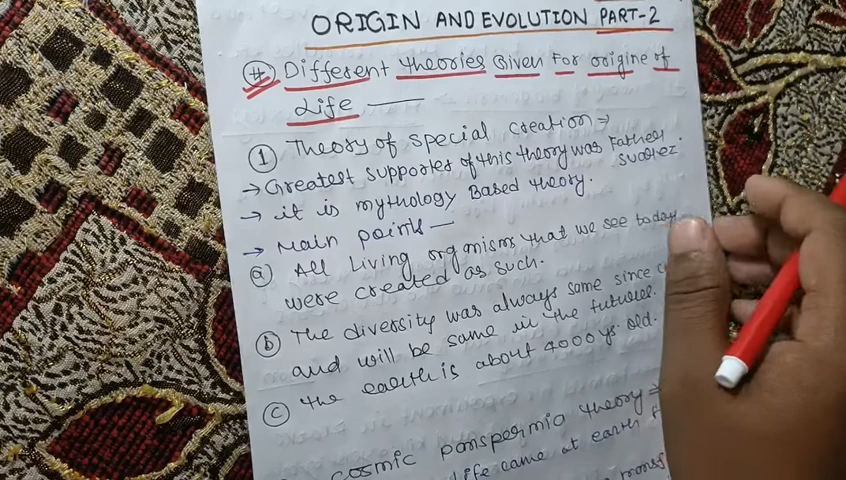 ORIGIN AND EVOLUTION PART-2
# Different theories Given For origine of
Life —
① Theory of special creation →
→ Greatest supporter of this theory was Father
Suarez.
→ it is mythology Based theory.
→ Main points —
ⓐ All Living organisms that we see today
were created as such.
ⓑ The diversity was always same since
and will be same in the future.
ⓒ the earth is about 4000 ys. old.
cosmic panspermia theory ⇒
life came at earth